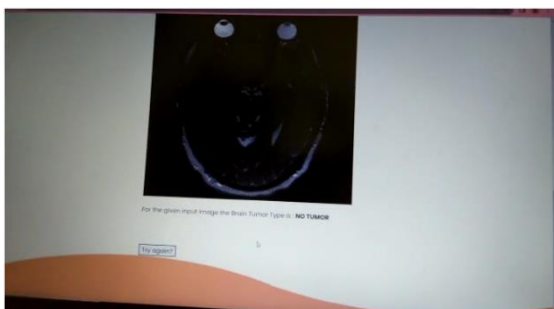 For the given input image the Brain Tumor Type is : NO TUMOR
Try again?